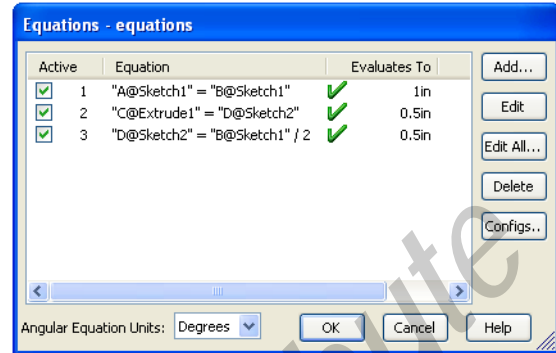 Equations - equations
Active Equation Evaluates To
1 "A@Sketch1" = "B@Sketch1" 1in
2 "C@Extrude1" = "D@Sketch2" 0.5in
3 "D@Sketch2" = "B@Sketch1" / 2 0.5in
Add...
Edit
Edit All...
Delete
Configs..
Angular Equation Units: Degrees OK Cancel Help